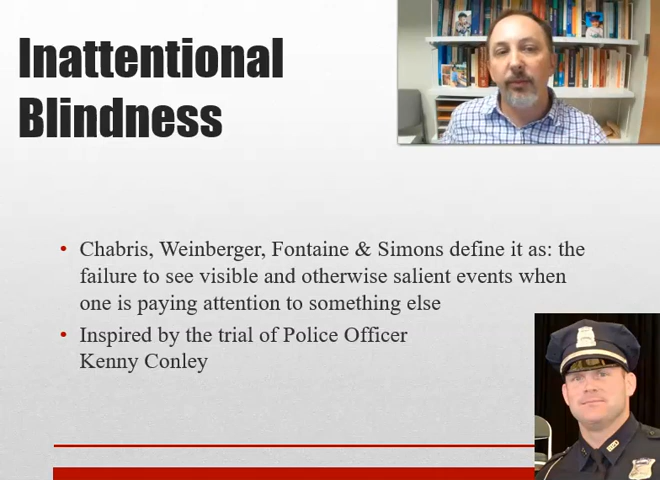 Inattentional
Blindness
• Chabris, Weinberger, Fontaine & Simons define it as: the
failure to see visible and otherwise salient events when
one is paying attention to something else
• Inspired by the trial of Police Officer
Kenny Conley